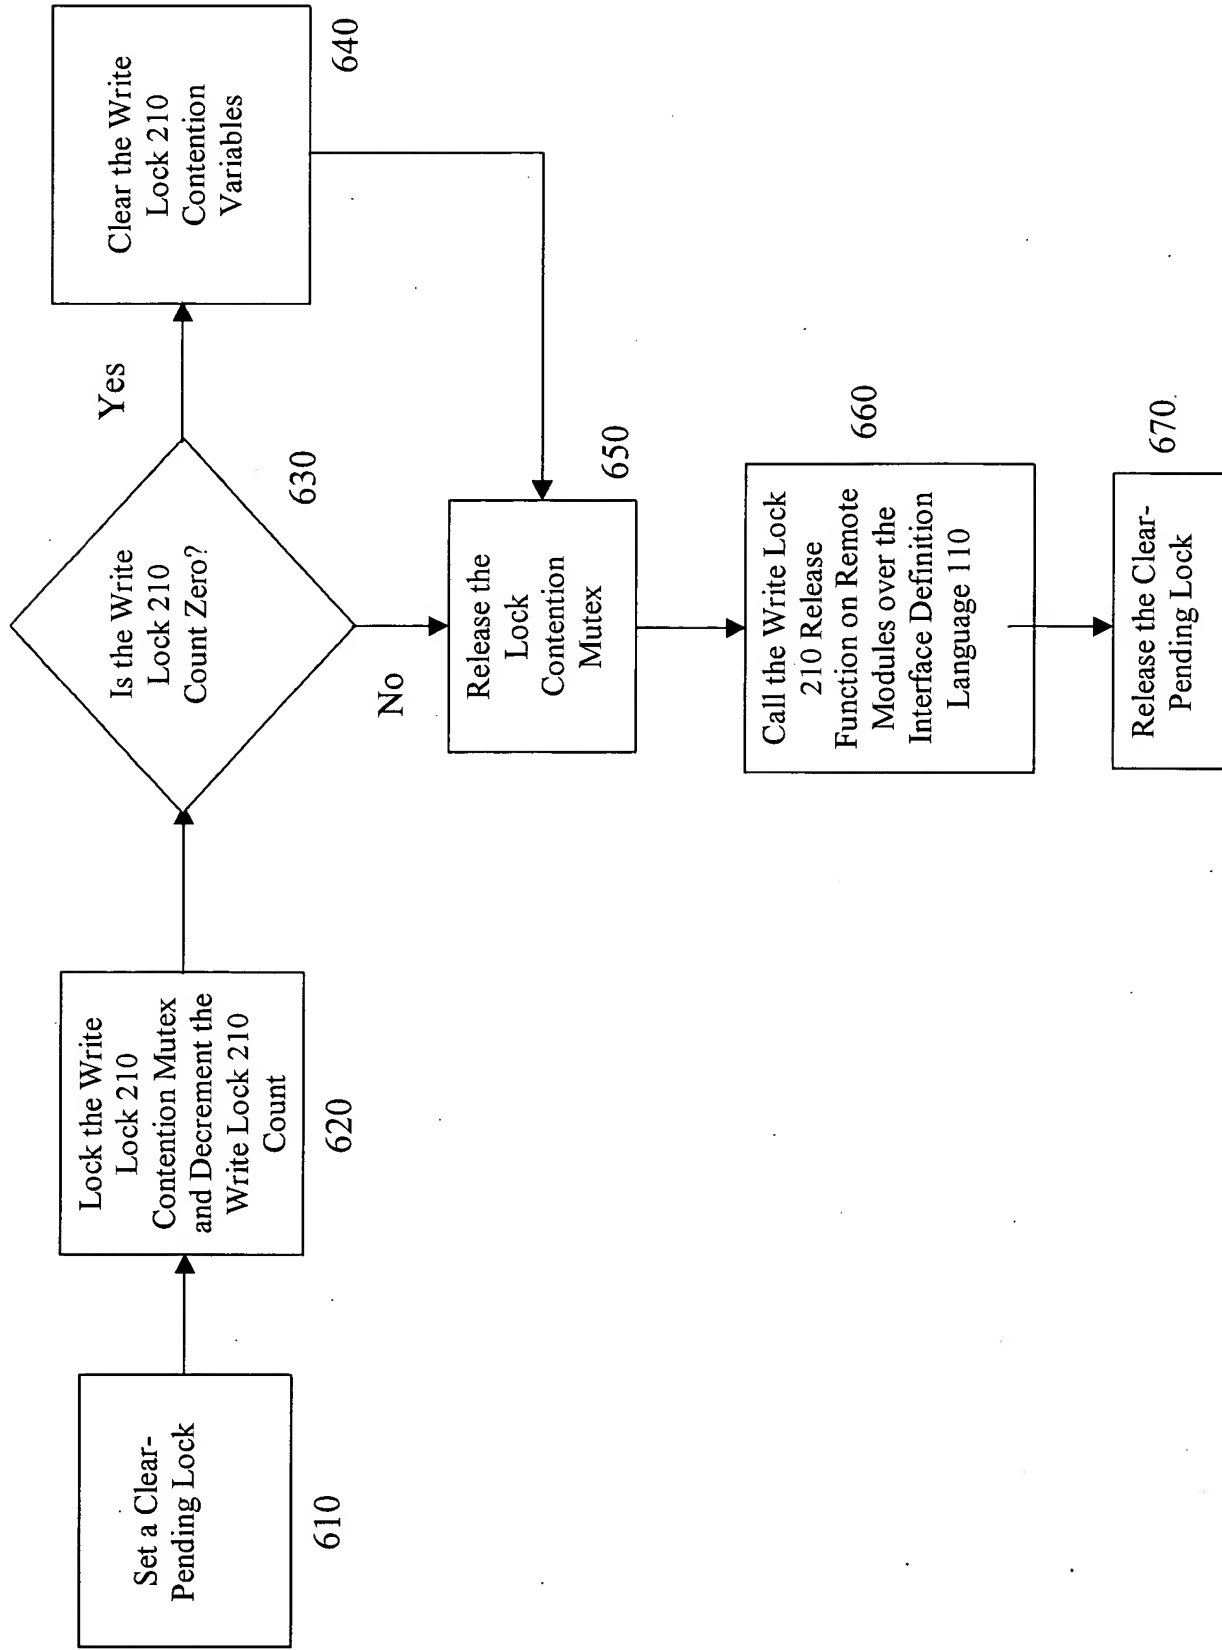 Set a Clear-
Pending Lock
610
Lock the Write
Lock 210
Contention Mutex
and Decrement the
Write Lock 210
Count
620
Is the Write
Lock 210
Count Zero?
630
Yes
No
Clear the Write
Lock 210
Contention
Variables
640
Release the
Lock
Contention
Mutex
650
Call the Write Lock
210 Release
Function on Remote
Modules over the
Interface Definition
Language 110
660
Release the Clear-
Pending Lock
670